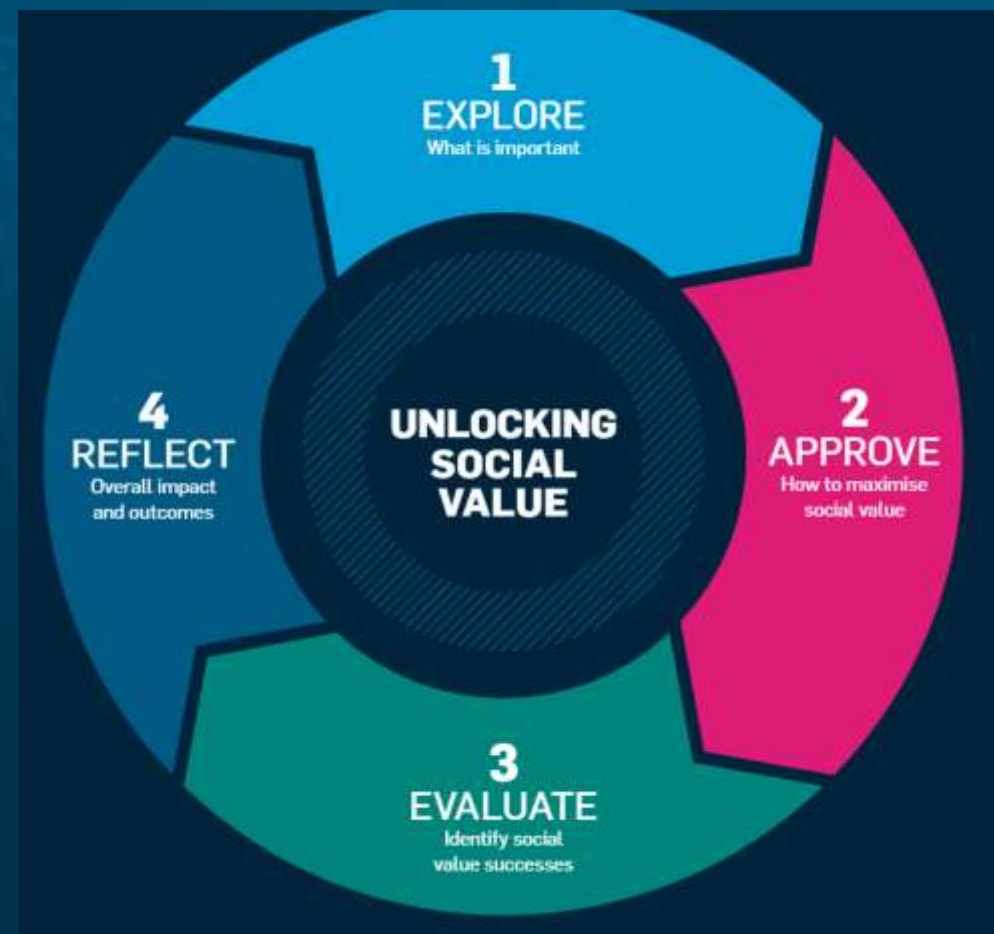 1
EXPLORE
What is important
2
APPROVE
How to maximise
social value
3
EVALUATE
Identify social
value successes
4
REFLECT
Overall impact
and outcomes
UNLOCKING
SOCIAL
VALUE